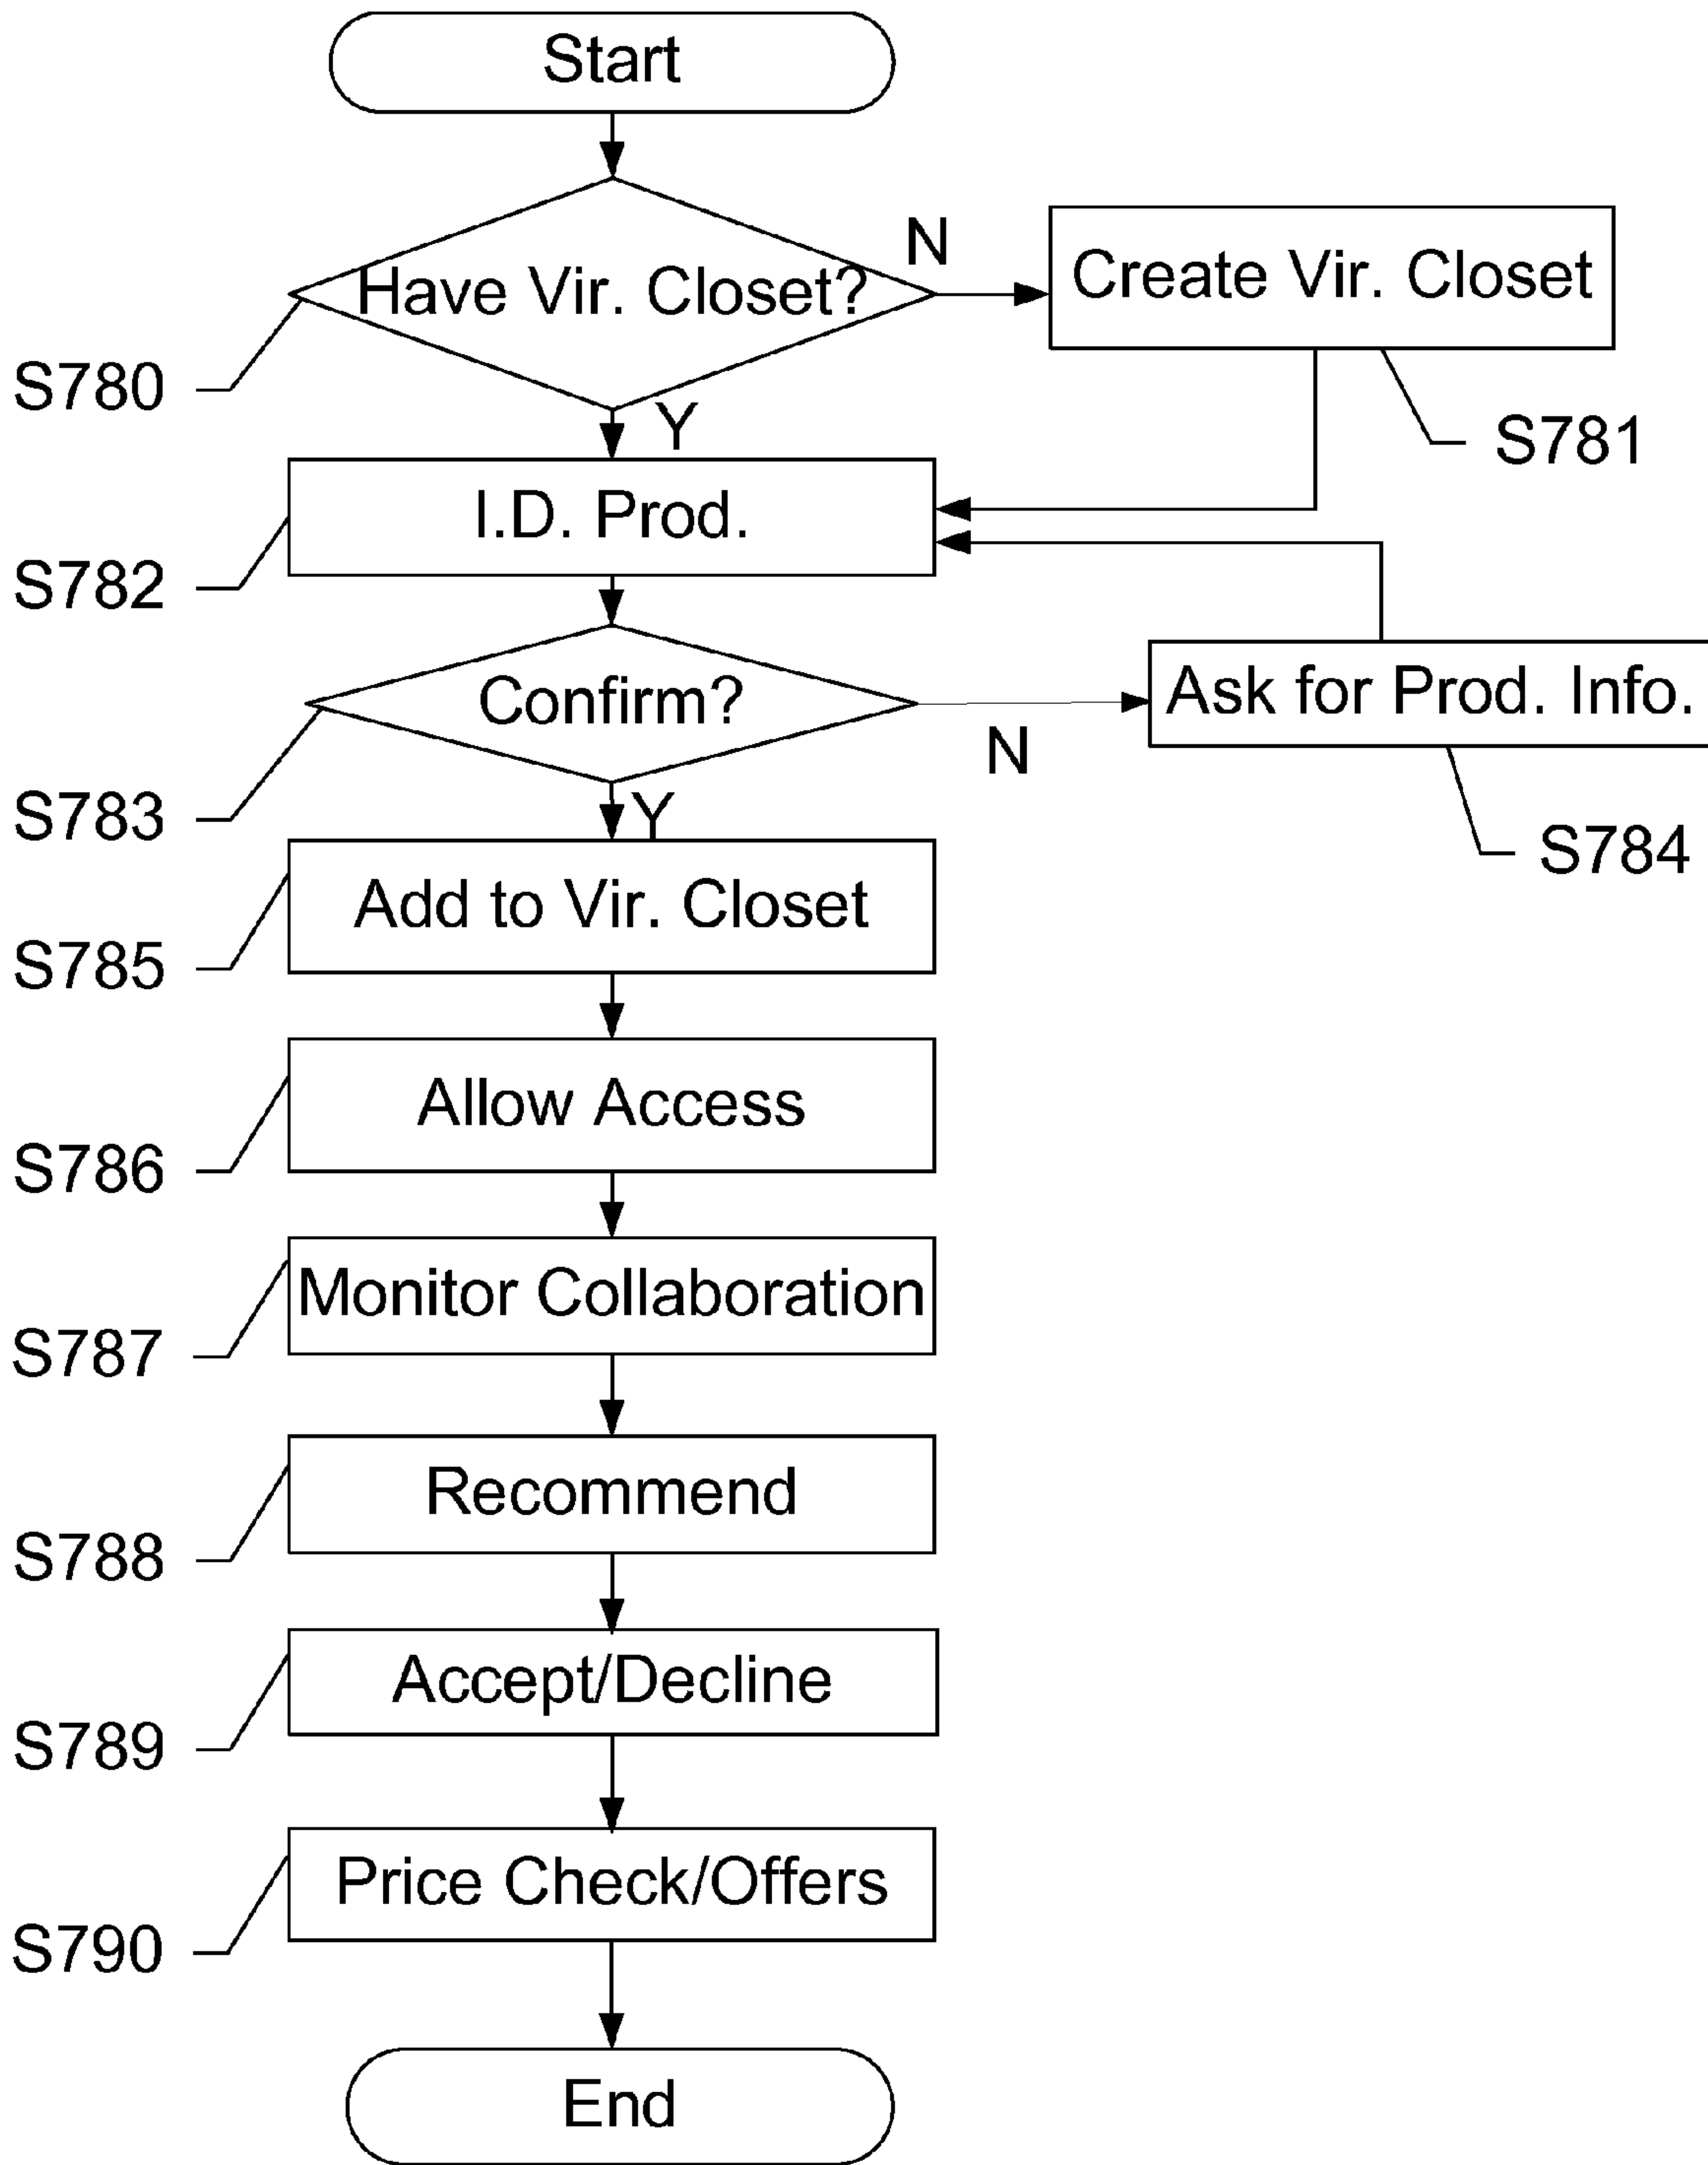 Start
Have Vir. Closet?
N
Create Vir. Closet
S780
Y
S781
I.D. Prod.
S782
Confirm?
N
Ask for Prod. Info.
S783
Y
S784
Add to Vir. Closet
S785
Allow Access
S786
Monitor Collaboration
S787
Recommend
S788
Accept/Decline
S789
Price Check/Offers
S790
End